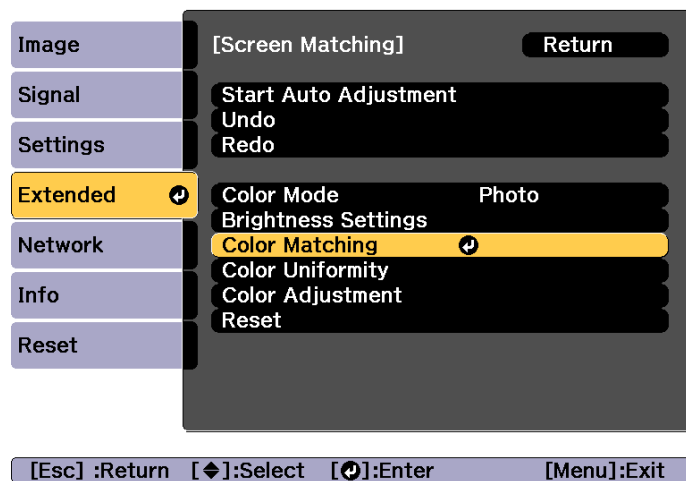 Image
Signal
Settings
Extended
Network
Info
Reset
[Screen Matching] Return
Start Auto Adjustment
Undo
Redo
Color Mode Photo
Brightness Settings
Color Matching
Color Uniformity
Color Adjustment
Reset
[Esc] :Return [◆]:Select [↵]:Enter [Menu]:Exit